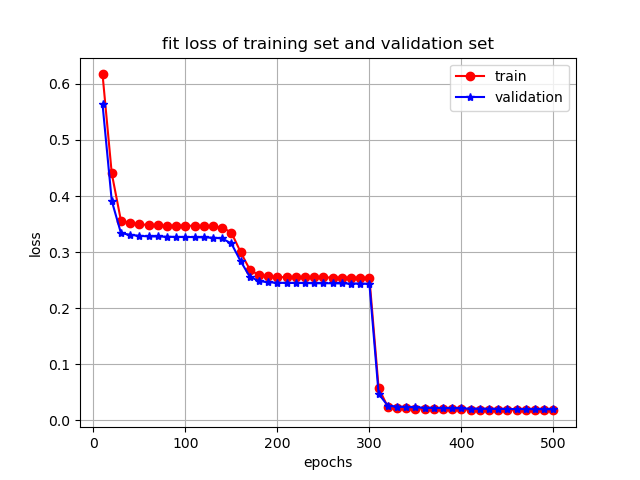 fit loss of training set and validation set
train
validation
0.6
0.5
0.4
0.3
0.2
0.1
0.0
loss
0
100
200
300
400
500
epochs